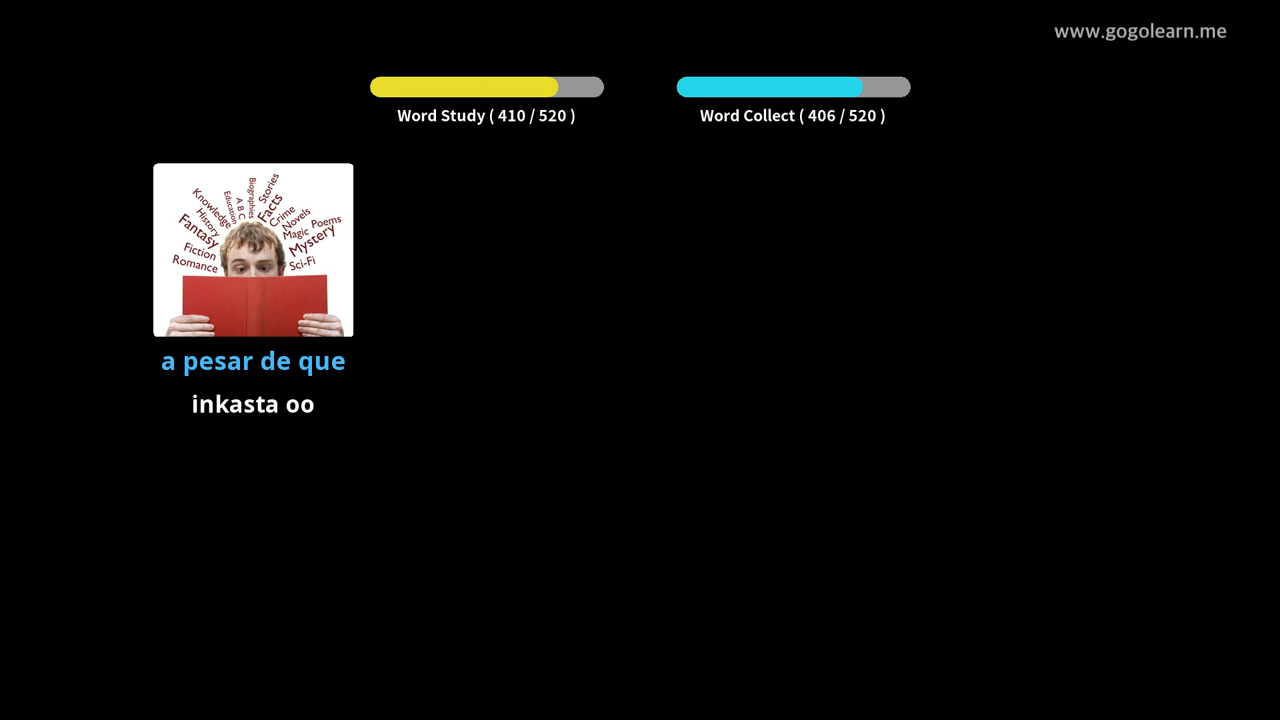 www.gogolearn.me
Word Study ( 410 / 520 )
Word Collect ( 406 / 520 )
Knowledge
History
Fantasy
Fiction
Romance
Education
A B C
Biographies
Stories
Facts
Crime
Novels
Magic
Poems
Mystery
Sci-Fi
a pesar de que
inkasta oo